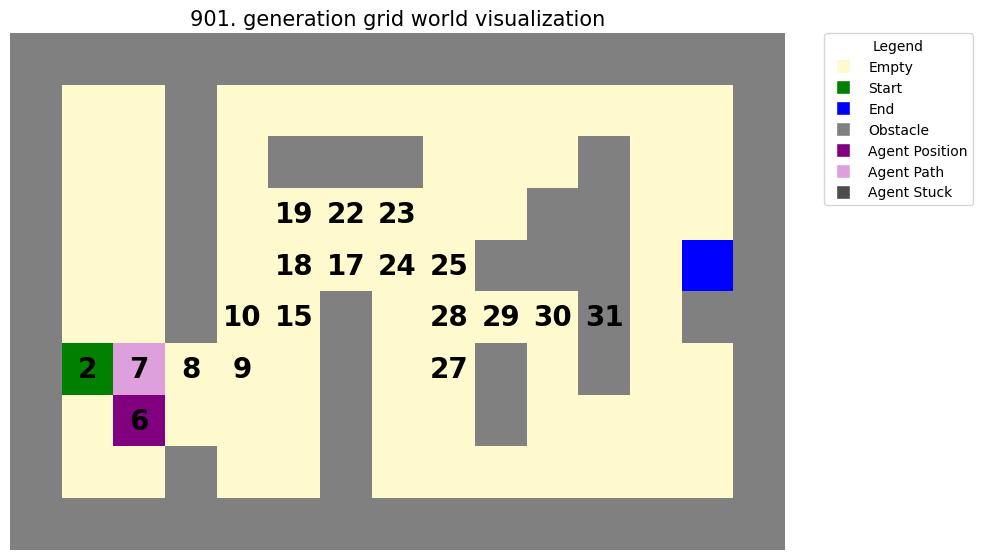 901. generation grid world visualization
Legend
Empty
Start
End
Obstacle
Agent Position
Agent Path
Agent Stuck
19 22 23
18 17 24 25
10 15 28 29 30 31
2 7 8 9 27
6